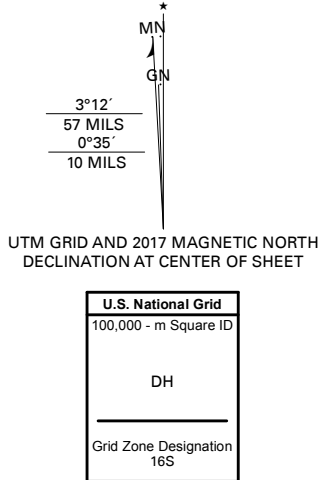 ★
MN
GN
3°12´
57 MILS
0°35´
10 MILS
UTM GRID AND 2017 MAGNETIC NORTH
DECLINATION AT CENTER OF SHEET
U.S. National Grid
100,000 - m Square ID
DH
Grid Zone Designation
16S